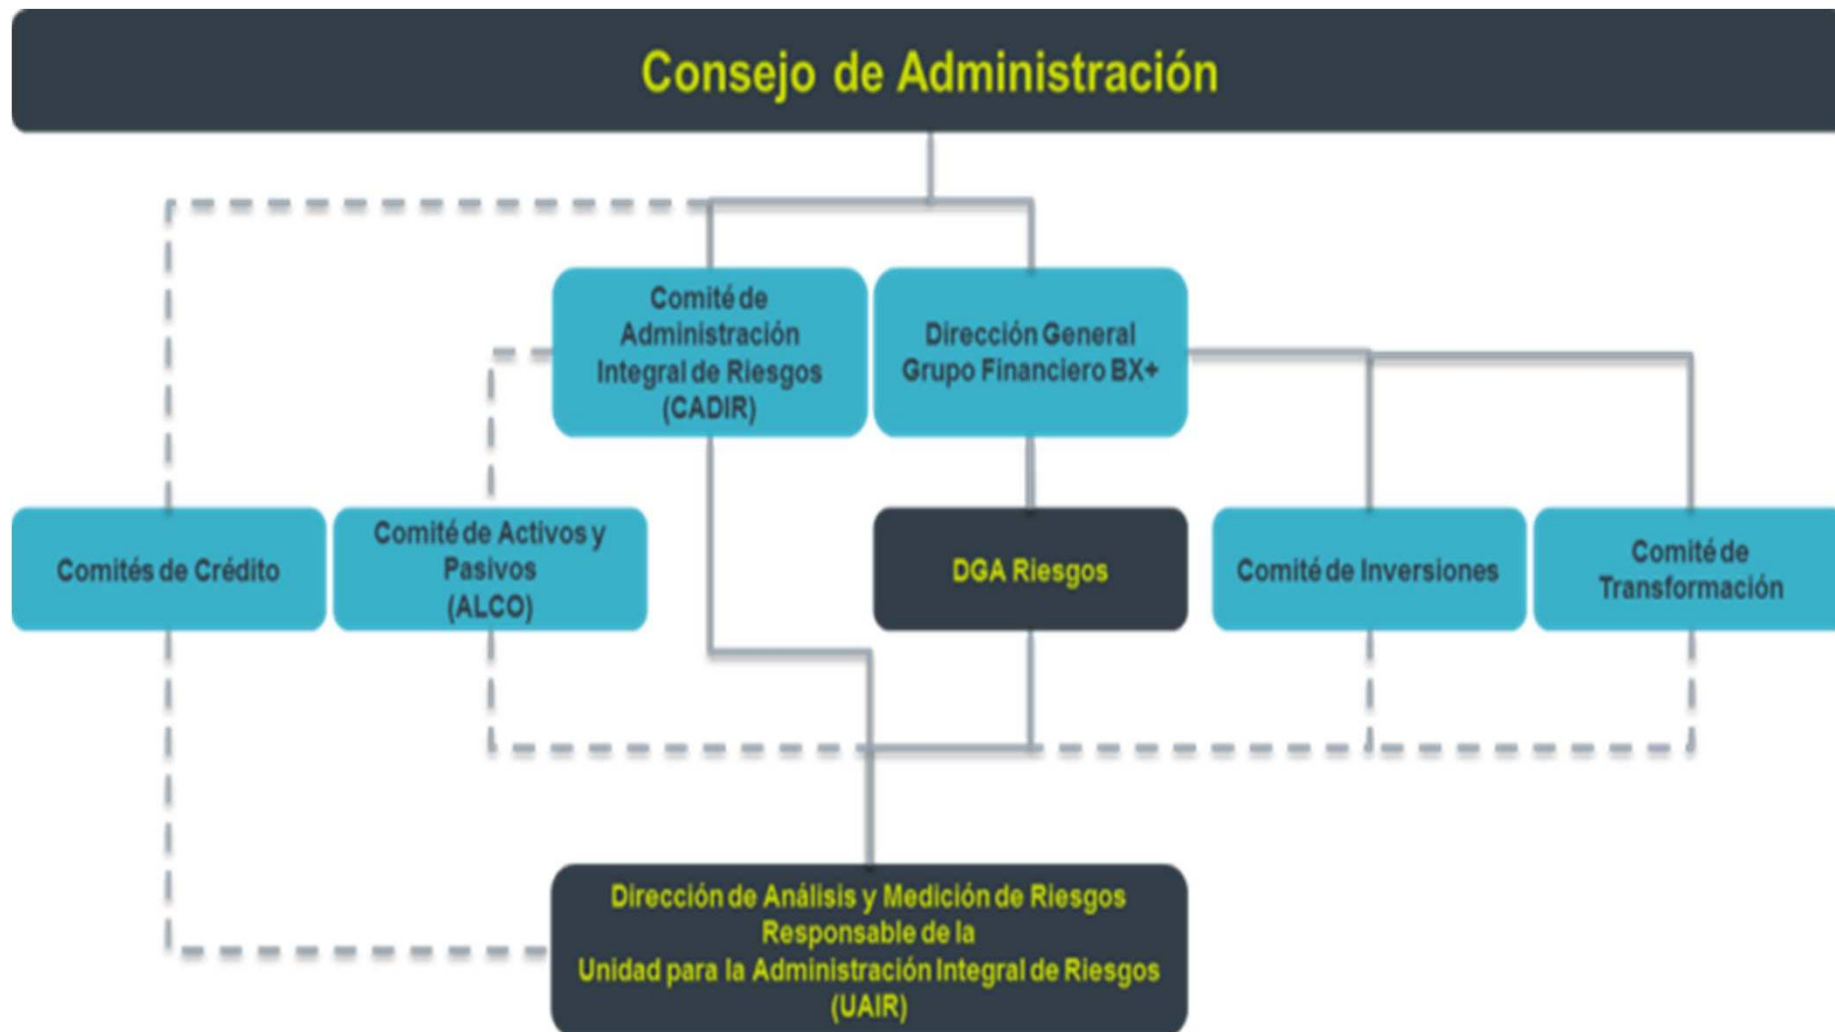 Consejo de Administración
Comité de
Administración
Integral de Riesgos
(CADIR)
Dirección General
Grupo Financiero BX+
Comités de Crédito
Comité de Activos y
Pasivos
(ALCO)
DGA Riesgos
Comité de Inversiones
Comité de
Transformación
Dirección de Análisis y Medición de Riesgos
Responsable de la
Unidad para la Administración Integral de Riesgos
(UAIR)